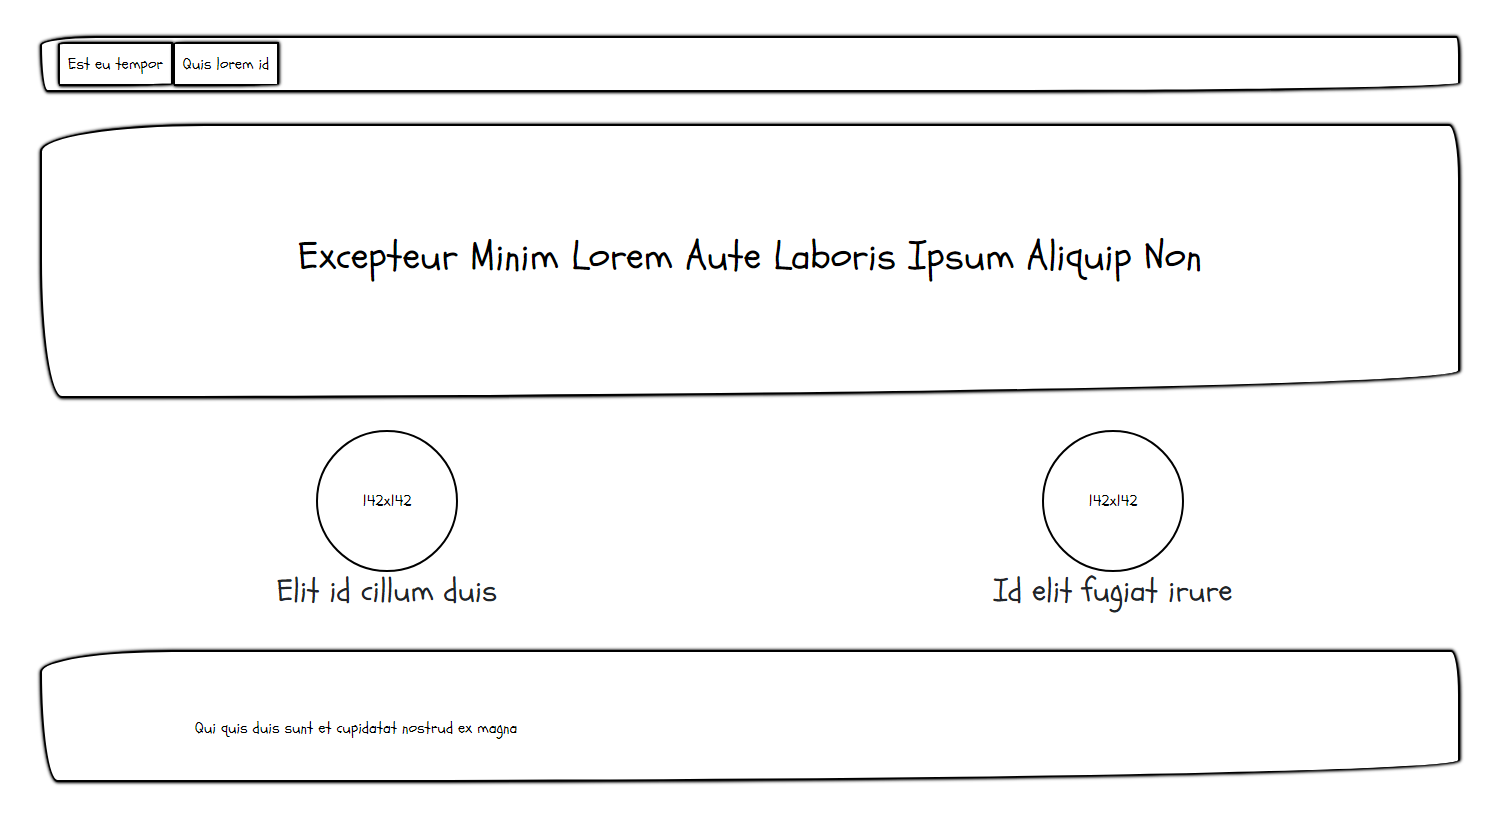 Est eu tempor Quis lorem id
Excepteur Minim Lorem Aute Laboris Ipsum Aliquip Non
142x142 142x142
Elit id cillum duis Id elit fugiat irure
Qui quis duis sunt et cupidatat nostrud ex magna